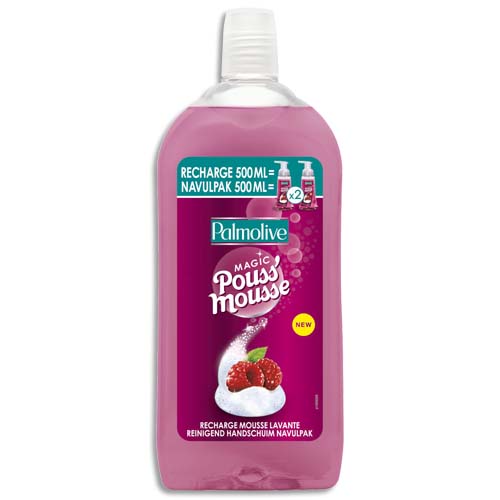 RECHARGE 500ML=
NAVULPAK 500ML=
x2
Palmolive
MAGIC
Pouss'
mousse
NEW
RECHARGE MOUSSE LAVANTE
REINIGEND HANDSCHUIM NAVULPAK